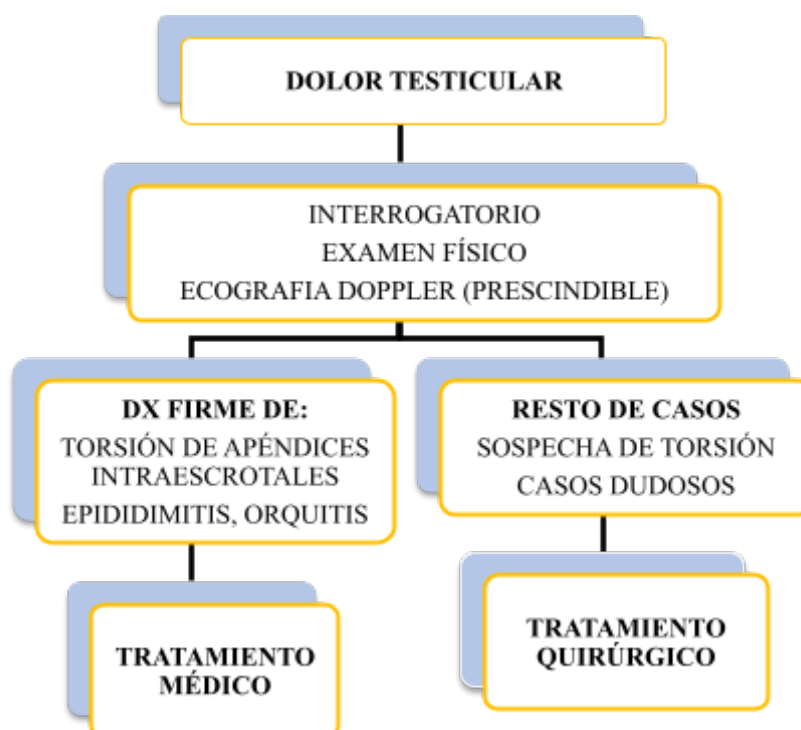 DOLOR TESTICULAR
INTERROGATORIO
EXAMEN FÍSICO
ECOGRAFIA DOPPLER (PRESCINDIBLE)
DX FIRME DE:
TORSIÓN DE APÉNDICES
INTRAESCROTALES
EPIDIDIMITIS, ORQUITIS
RESTO DE CASOS
SOSPECHA DE TORSIÓN
CASOS DUDOSOS
TRATAMIENTO
MÉDICO
TRATAMIENTO
QUIRÚRGICO